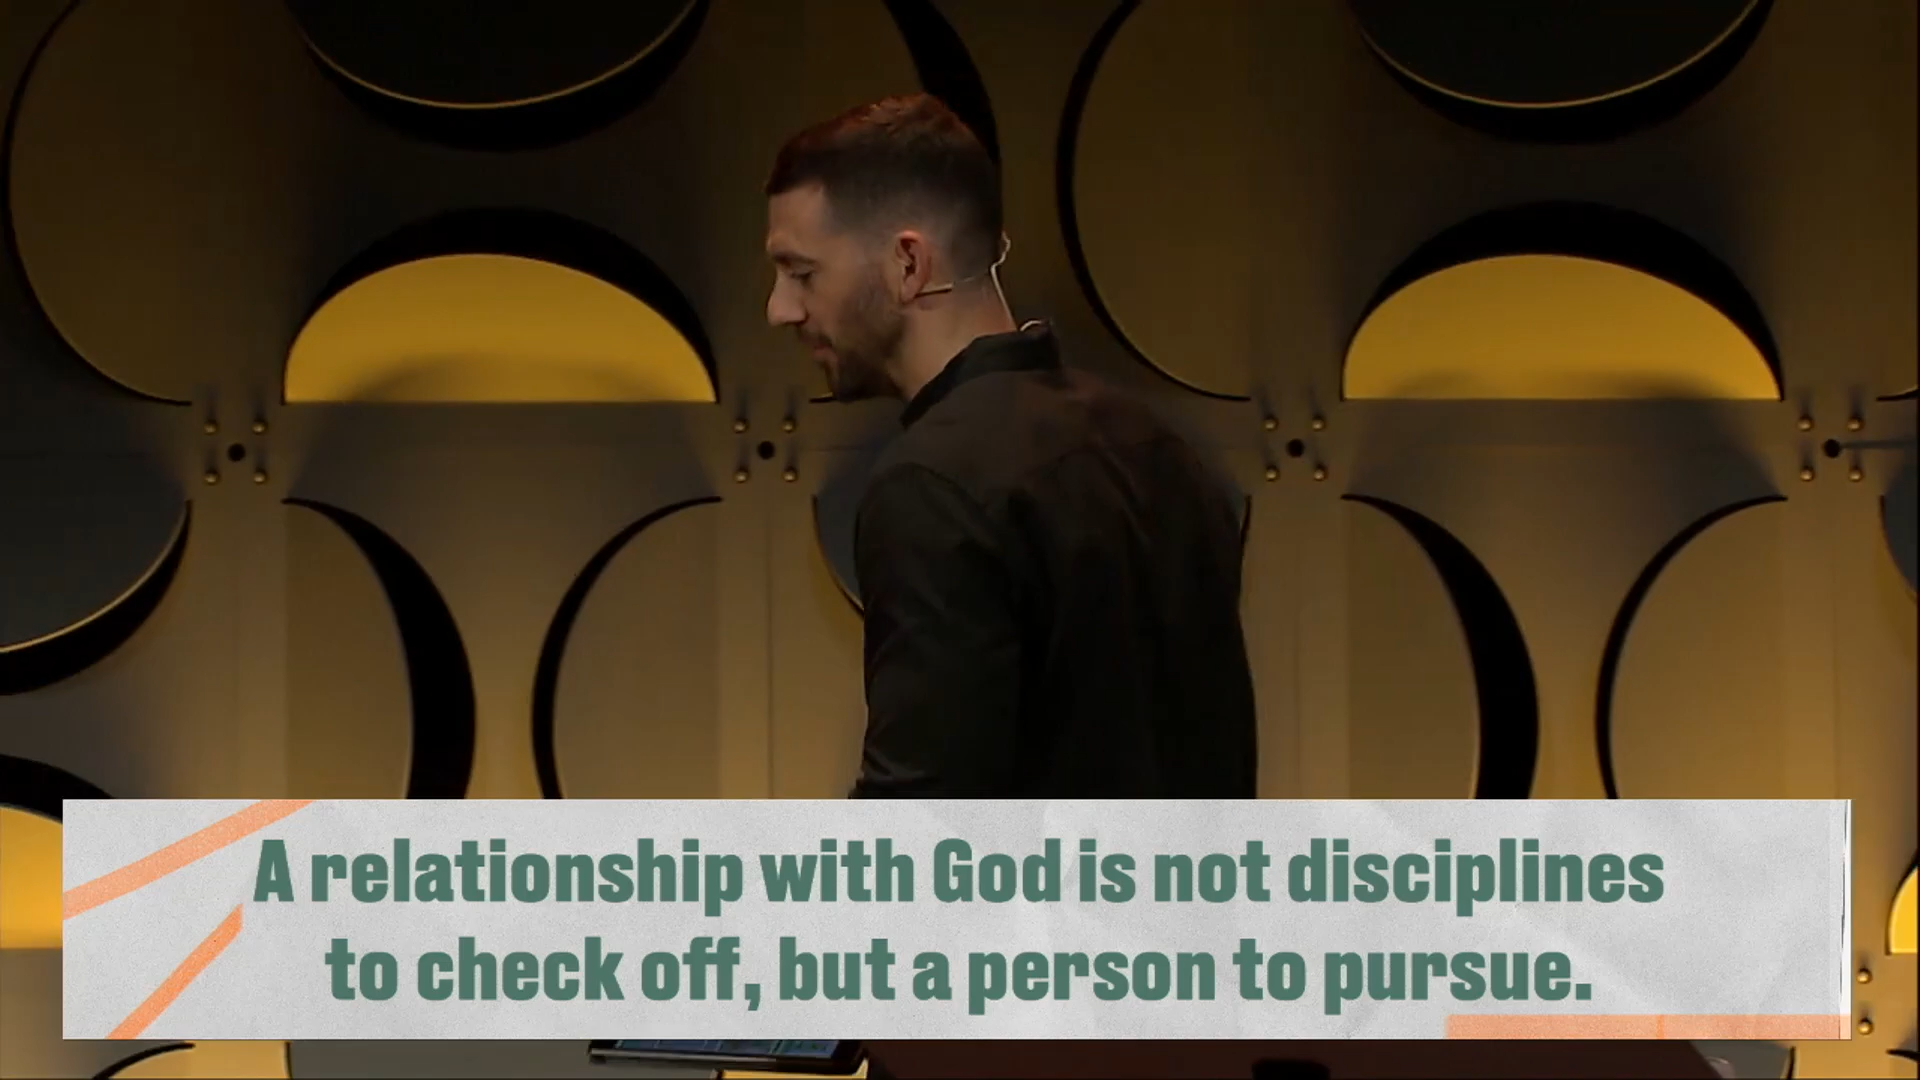 A relationship with God is not disciplines
to check off, but a person to pursue.